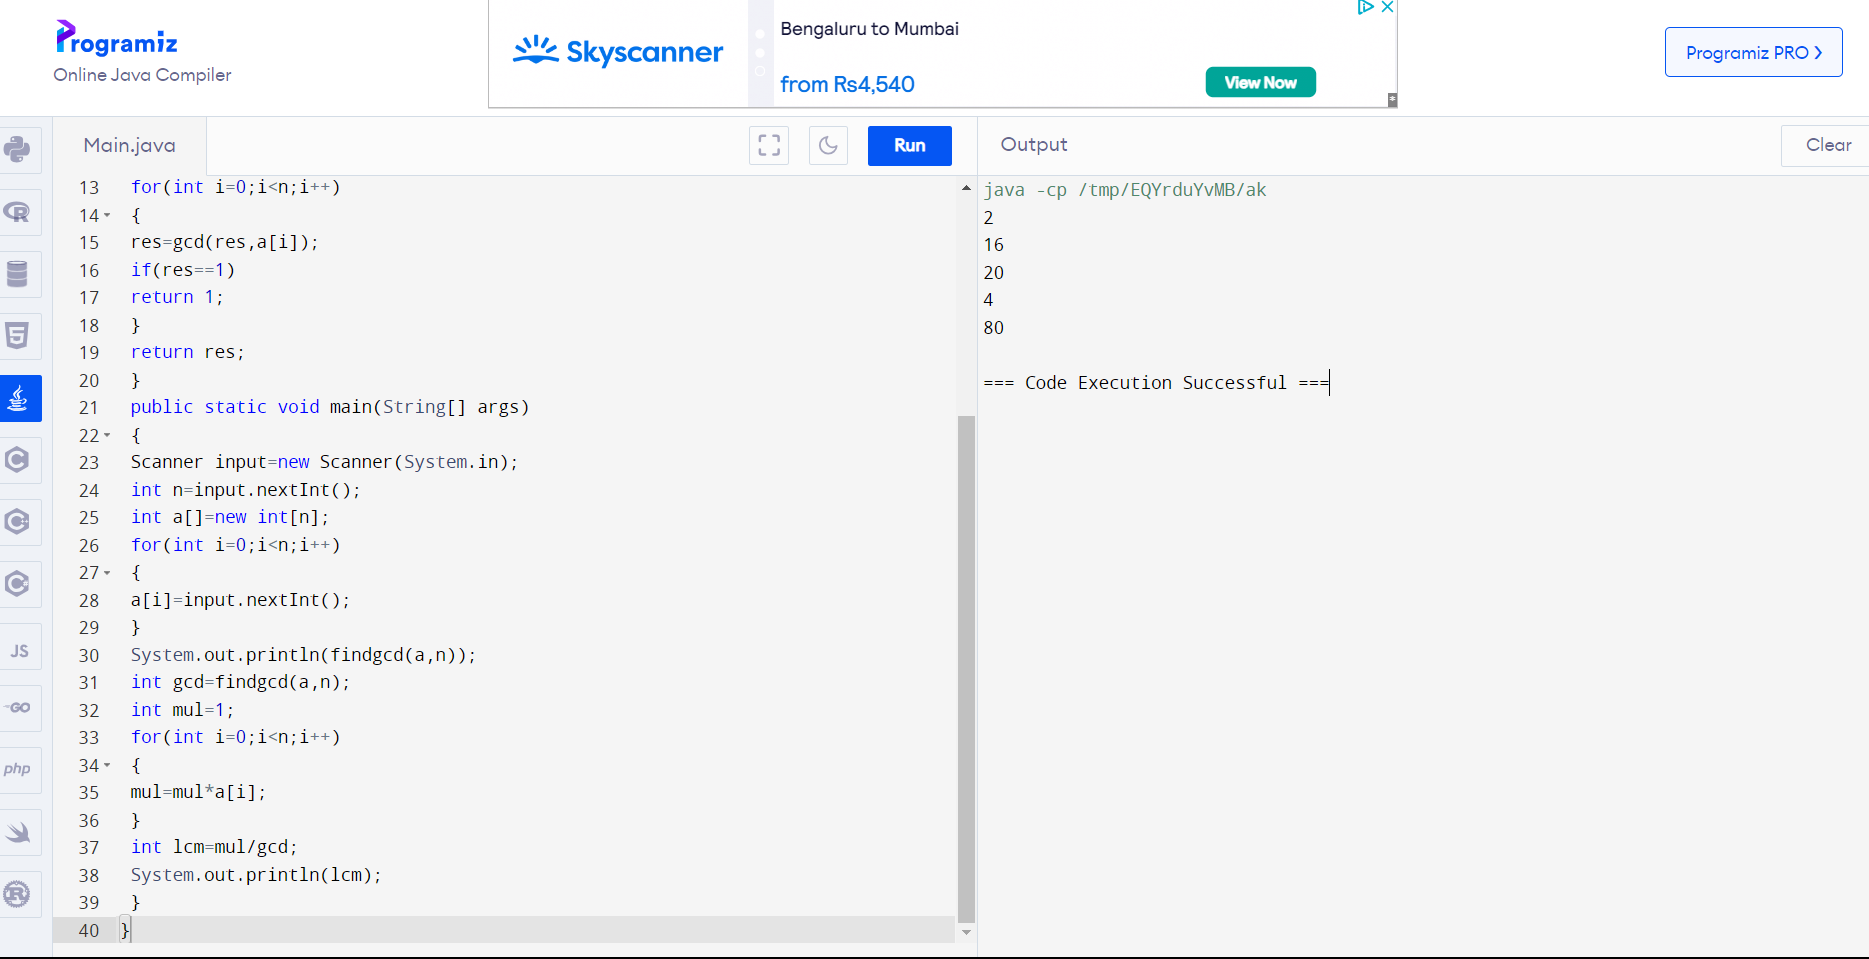 Programiz
Online Java Compiler
Skyscanner
Bengaluru to Mumbai
from Rs4,540
View Now
Programiz PRO >
Main.java
Run
Output
Clear
13 for(int i=0;i<n;i++)
14 {
15 res=gcd(res,a[i]);
16 if(res==1)
17 return 1;
18 }
19 return res;
20 }
21 public static void main(String[] args)
22 {
23 Scanner input=new Scanner(System.in);
24 int n=input.nextInt();
25 int a[]=new int[n];
26 for(int i=0;i<n;i++)
27 {
28 a[i]=input.nextInt();
29 }
30 System.out.println(findgcd(a,n));
31 int gcd=findgcd(a,n);
32 int mul=1;
33 for(int i=0;i<n;i++)
34 {
35 mul=mul*a[i];
36 }
37 int lcm=mul/gcd;
38 System.out.println(lcm);
39 }
40 }
java -cp /tmp/EQYrduYvMB/ak
2
16
20
4
80
=== Code Execution Successful ===
R
5
C
C
C
JS
GO
php
R